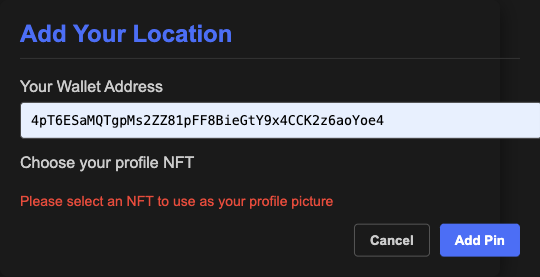 Add Your Location
Your Wallet Address
4pT6ESaMQTgpMs2ZZ81pFF8BieGtY9x4CCK2z6aoYoe4
Choose your profile NFT
Please select an NFT to use as your profile picture
Cancel
Add Pin